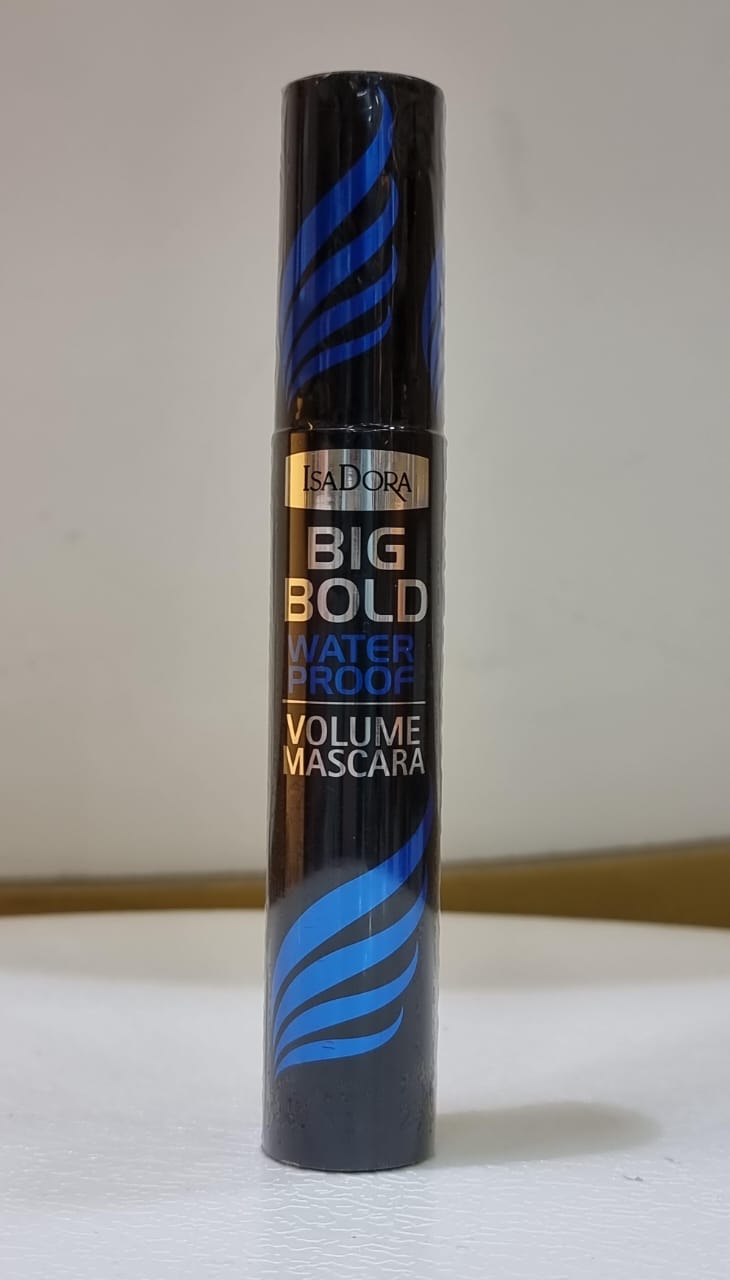 ISADORA
BIG
BOLD
WATER
PROOF
VOLUME
MASCARA